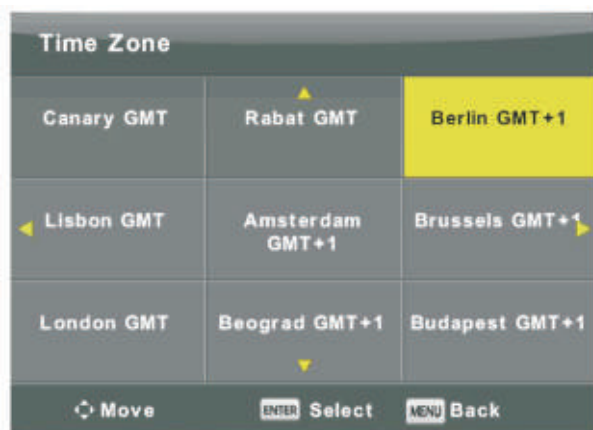 Time Zone
Canary GMT
Rabat GMT
Berlin GMT+1
Lisbon GMT
Amsterdam
GMT+1
Brussels GMT+1
London GMT
Beograd GMT+1
Budapest GMT+1
Move
ENTER Select
MENU Back